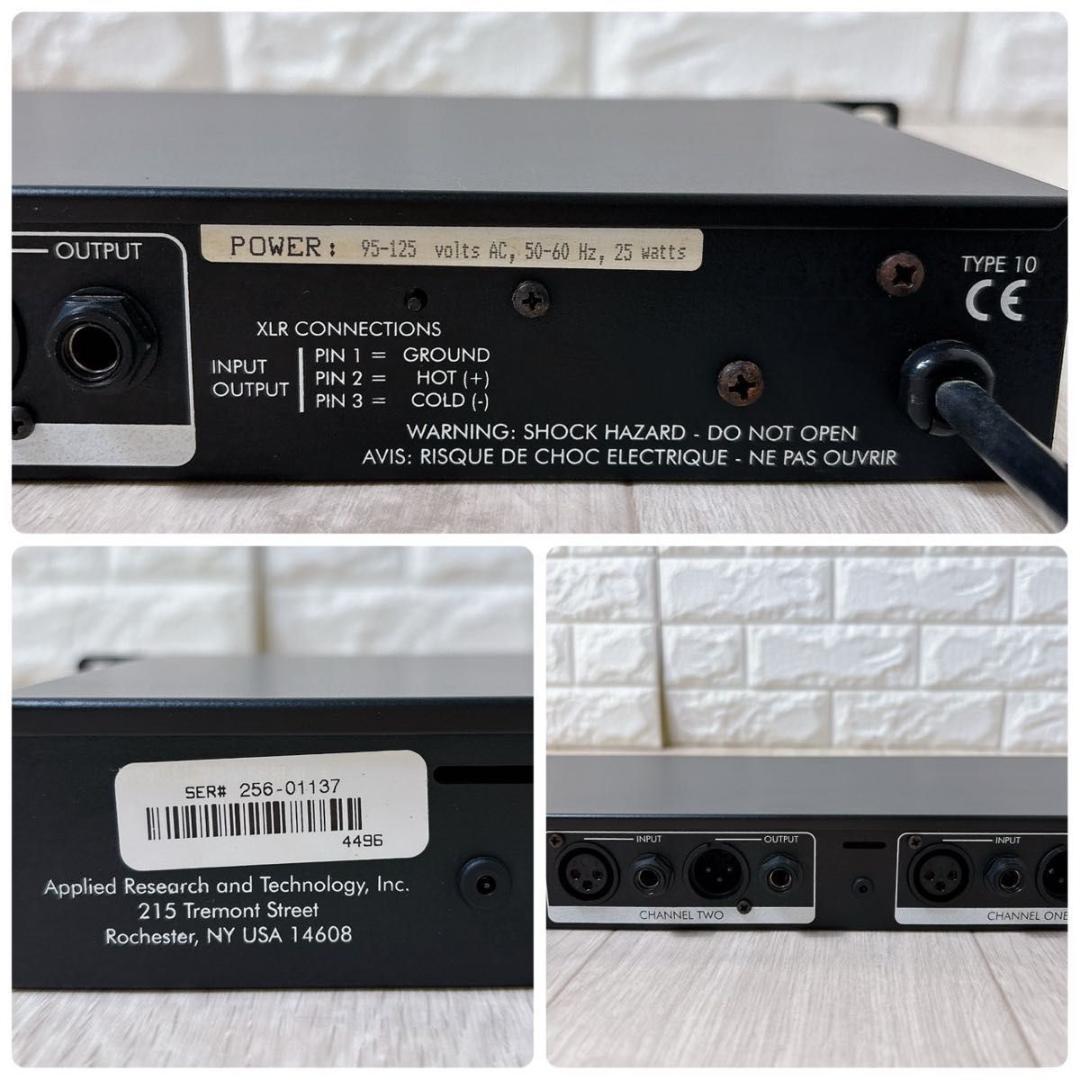 OUTPUT
POWER: 95-125 volts AC, 50-60 Hz, 25 watts
TYPE 10
CE
XLR CONNECTIONS
INPUT
OUTPUT
PIN 1 = GROUND
PIN 2 = HOT (+)
PIN 3 = COLD (-)
WARNING: SHOCK HAZARD - DO NOT OPEN
AVIS: RISQUE DE CHOC ELECTRIQUE - NE PAS OUVRIR
SER# 256-01137
4496
Applied Research and Technology, Inc.
215 Tremont Street
Rochester, NY USA 14608
INPUT OUTPUT
CHANNEL TWO
INPUT
CHANNEL ONE